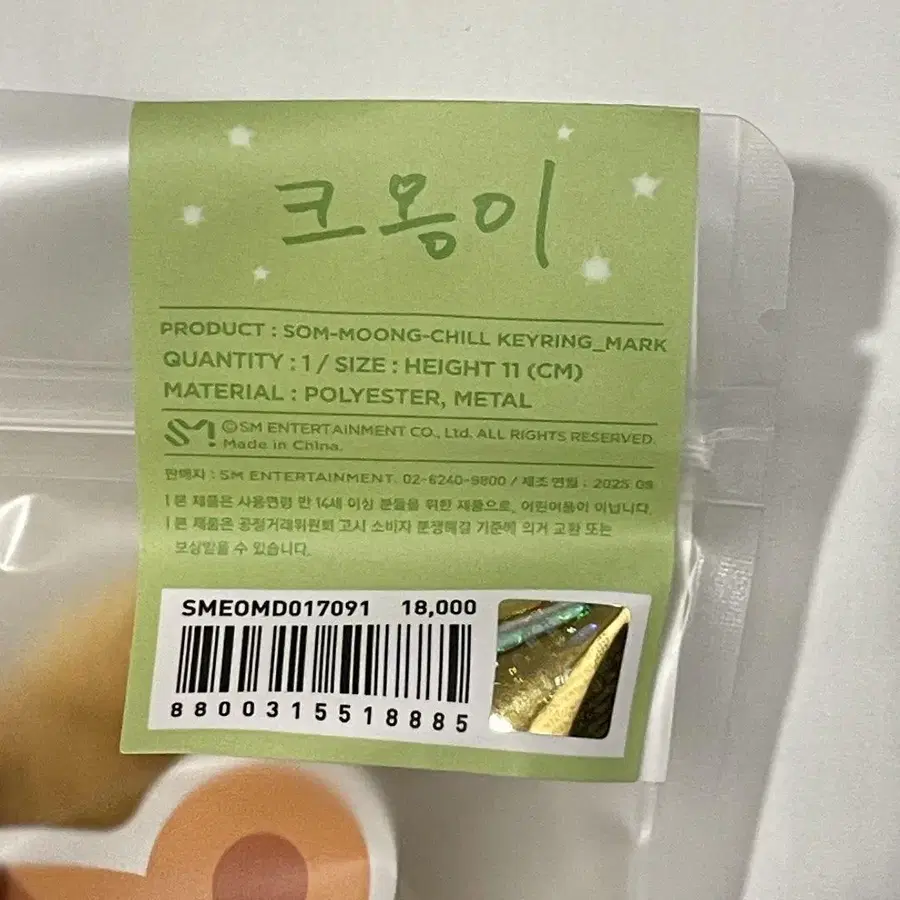 크옹이
PRODUCT : SOM-MOONG-CHILL KEYRING_MARK
QUANTITY : 1 / SIZE : HEIGHT 11 (CM)
MATERIAL : POLYESTER, METAL
SM ©SM ENTERTAINMENT CO., Ltd. ALL RIGHTS RESERVED.
Made in China.
판매자 : SM ENTERTAINMENT. 02-6240-9800 / 제조 연월 : 2025 08
| 본 제품은 사용연령 만 14세 이상 분들을 위한 제품으로, 어린이용이 아닙니다.
| 본 제품은 공정거래위원회 고시 소비자 분쟁해결 기준에 의거 교환 또는
보상받을 수 있습니다.
SMEOMD017091 18,000
8800315518885